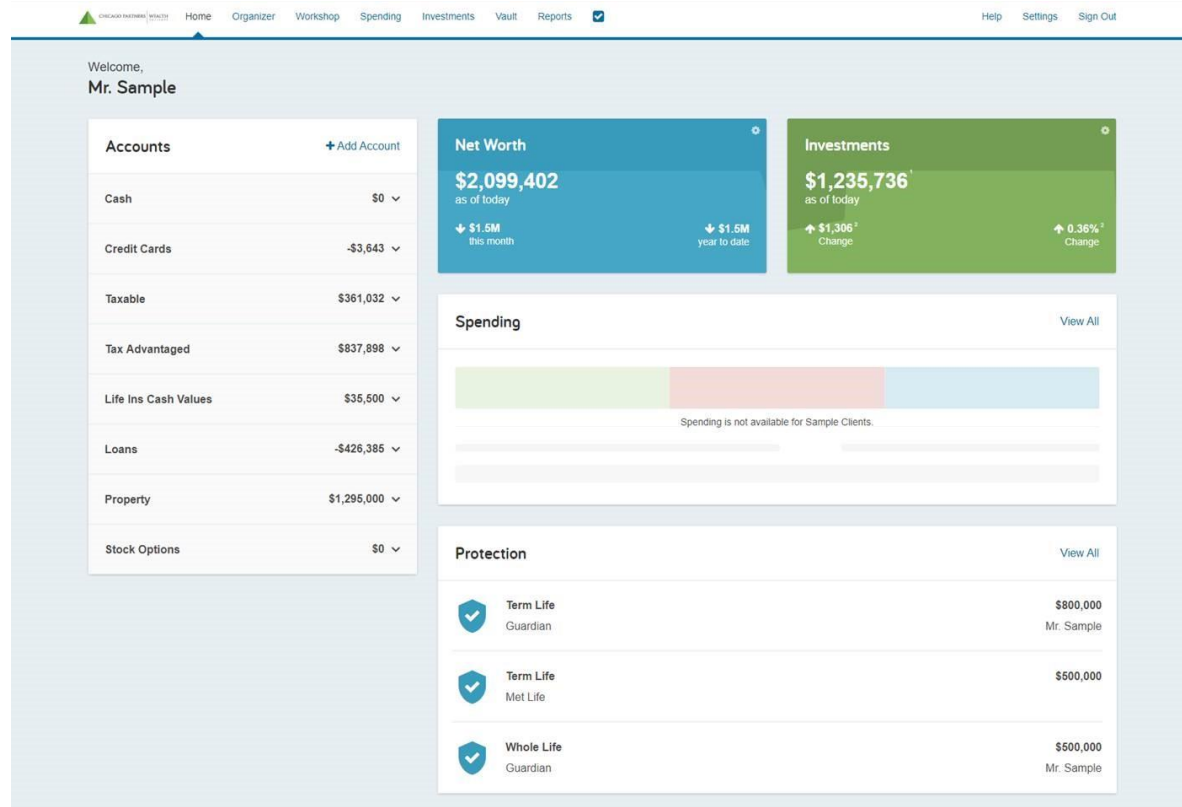 CHICAGO PARTNERS WEALTH
Home Organizer Workshop Spending Investments Vault Reports Help Settings Sign Out
Welcome,
Mr. Sample
Accounts + Add Account
Cash $0
Credit Cards -$3,643
Taxable $361,032
Tax Advantaged $837,898
Life Ins Cash Values $35,500
Loans -$426,385
Property $1,295,000
Stock Options $0
Net Worth
$2,099,402
as of today
$1.5M $1.5M
this month year to date
Investments
$1,235,736 1
as of today
$1,306 2 0.36%
Change Change
Spending View All
Spending is not available for Sample Clients.
Protection View All
Term Life $800,000
Guardian Mr. Sample
Term Life $500,000
Met Life
Whole Life $500,000
Guardian Mr. Sample